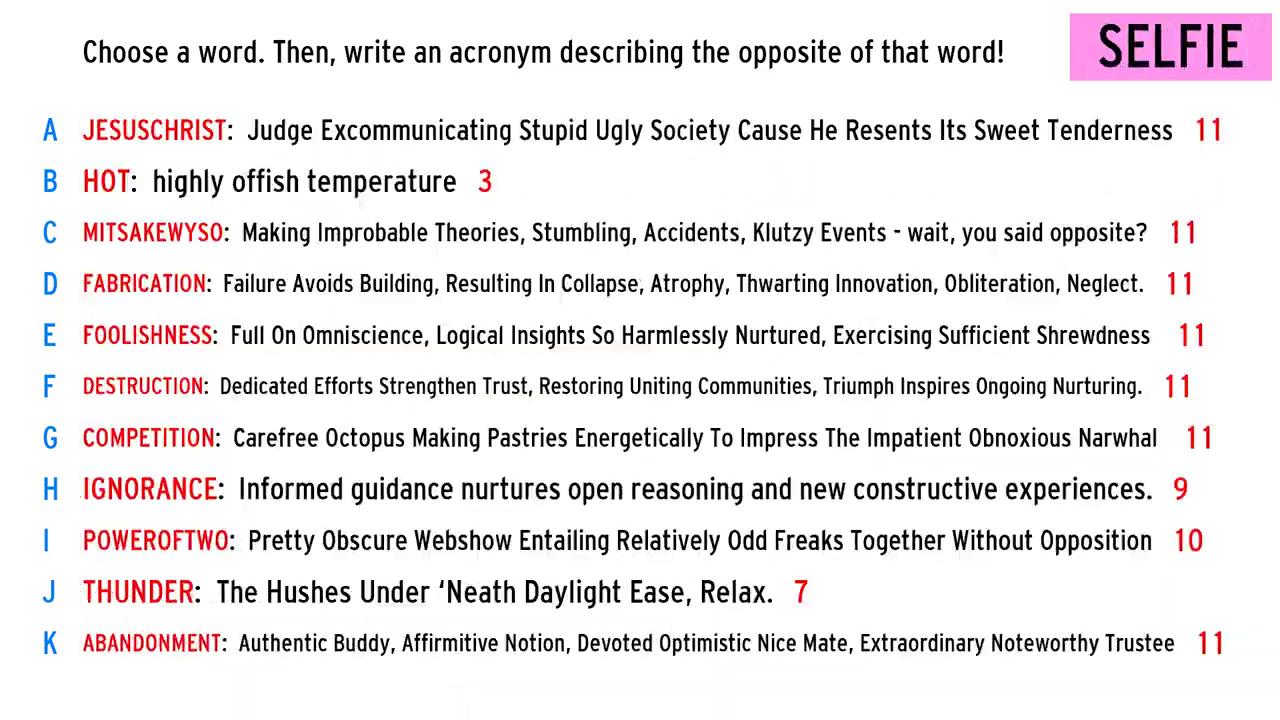 Choose a word. Then, write an acronym describing the opposite of that word!
SELFIE
A JESUSCHRIST: Judge Excommunicating Stupid Ugly Society Cause He Resents Its Sweet Tenderness 11
B HOT: highly offish temperature 3
C MITSAKEWYSO: Making Improbable Theories, Stumbling, Accidents, Klutzy Events - wait, you said opposite? 11
D FABRICATION: Failure Avoids Building, Resulting In Collapse, Atrophy, Thwarting Innovation, Obliteration, Neglect. 11
E FOOLISHNESS: Full On Omniscience, Logical Insights So Harmlessly Nurtured, Exercising Sufficient Shrewdness 11
F DESTRUCTION: Dedicated Efforts Strengthen Trust, Restoring Uniting Communities, Triumph Inspires Ongoing Nurturing. 11
G COMPETITION: Carefree Octopus Making Pastries Energetically To Impress The Impatient Obnoxious Narwhal 11
H IGNORANCE: Informed guidance nurtures open reasoning and new constructive experiences. 9
I POWEROFTWO: Pretty Obscure Webshow Entailing Relatively Odd Freaks Together Without Opposition 10
J THUNDER: The Hushes Under ‘Neath Daylight Ease, Relax. 7
K ABANDONMENT: Authentic Buddy, Affirmitive Notion, Devoted Optimistic Nice Mate, Extraordinary Noteworthy Trustee 11